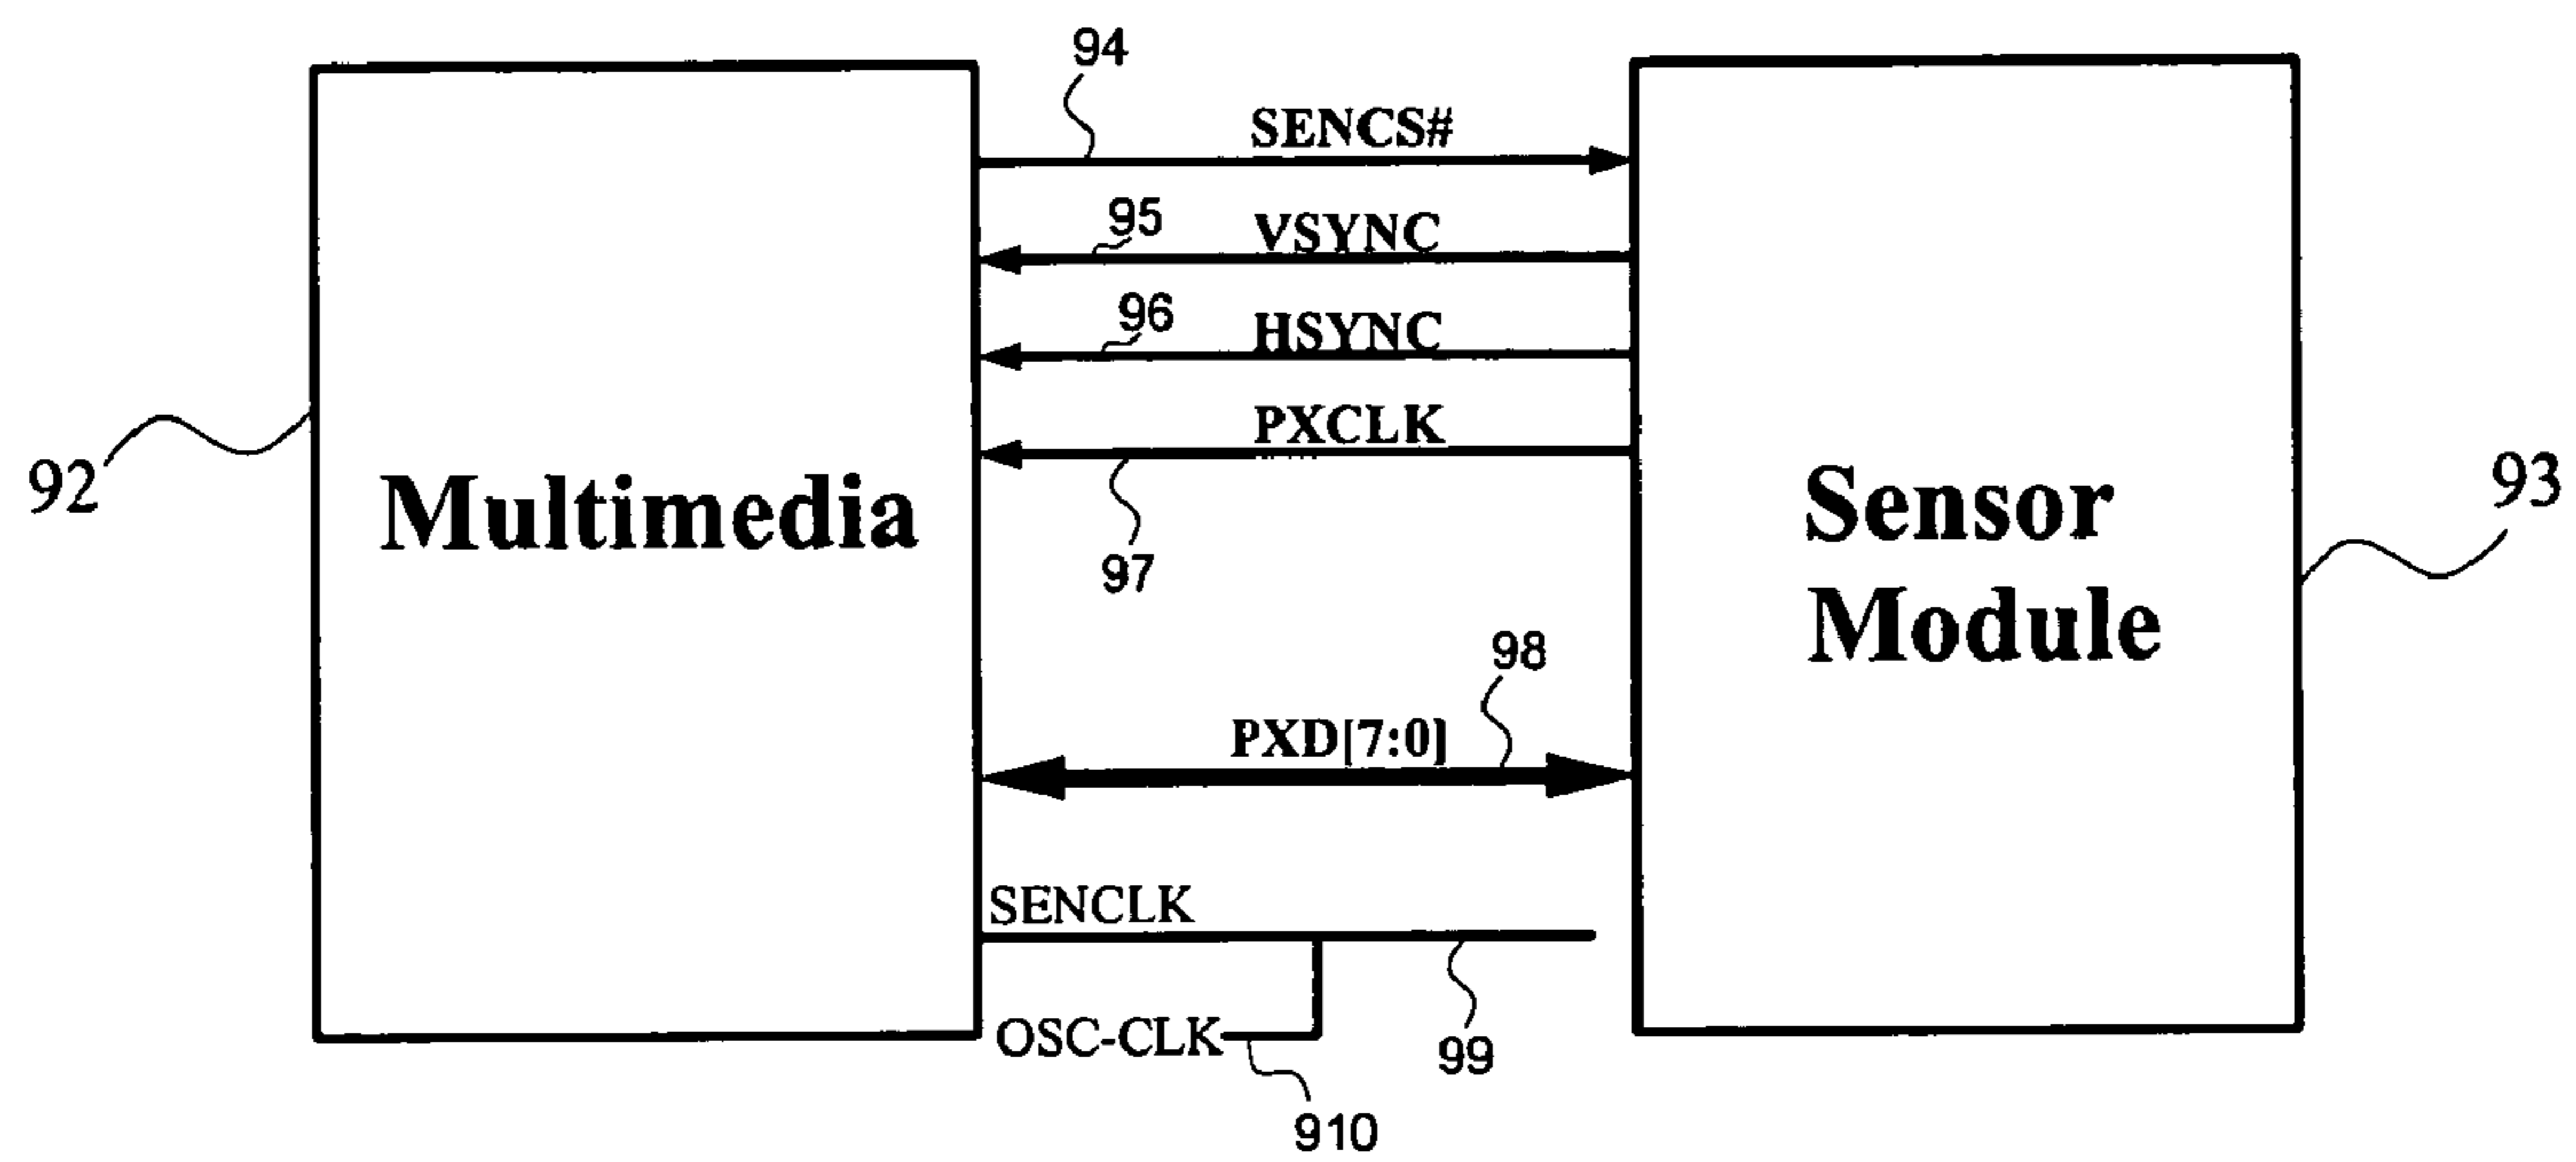 94
SENCS#
95
VSYNC
96
HSYNC
PXCLK
92
Multimedia
97
Sensor
Module
93
98
PXD[7:0]
SENCLK
OSC-CLK
99
910